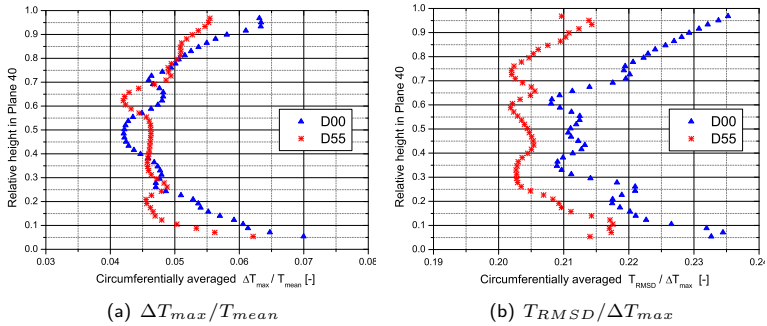 1.0
0.9
0.8
0.7
0.6
0.5
0.4
0.3
0.2
0.1
0.0
0.03 0.04 0.05 0.06 0.07 0.08
Relative height in Plane 40
D00
D55
Circumferentially averaged ΔT_max / T_mean [-]
(a) ΔT_max/T_mean
1.0
0.9
0.8
0.7
0.6
0.5
0.4
0.3
0.2
0.1
0.0
0.19 0.20 0.21 0.22 0.23 0.24
Relative height in Plane 40
D00
D55
Circumferentially averaged T_RMSD / ΔT_max [-]
(b) T_RMSD/ΔT_max